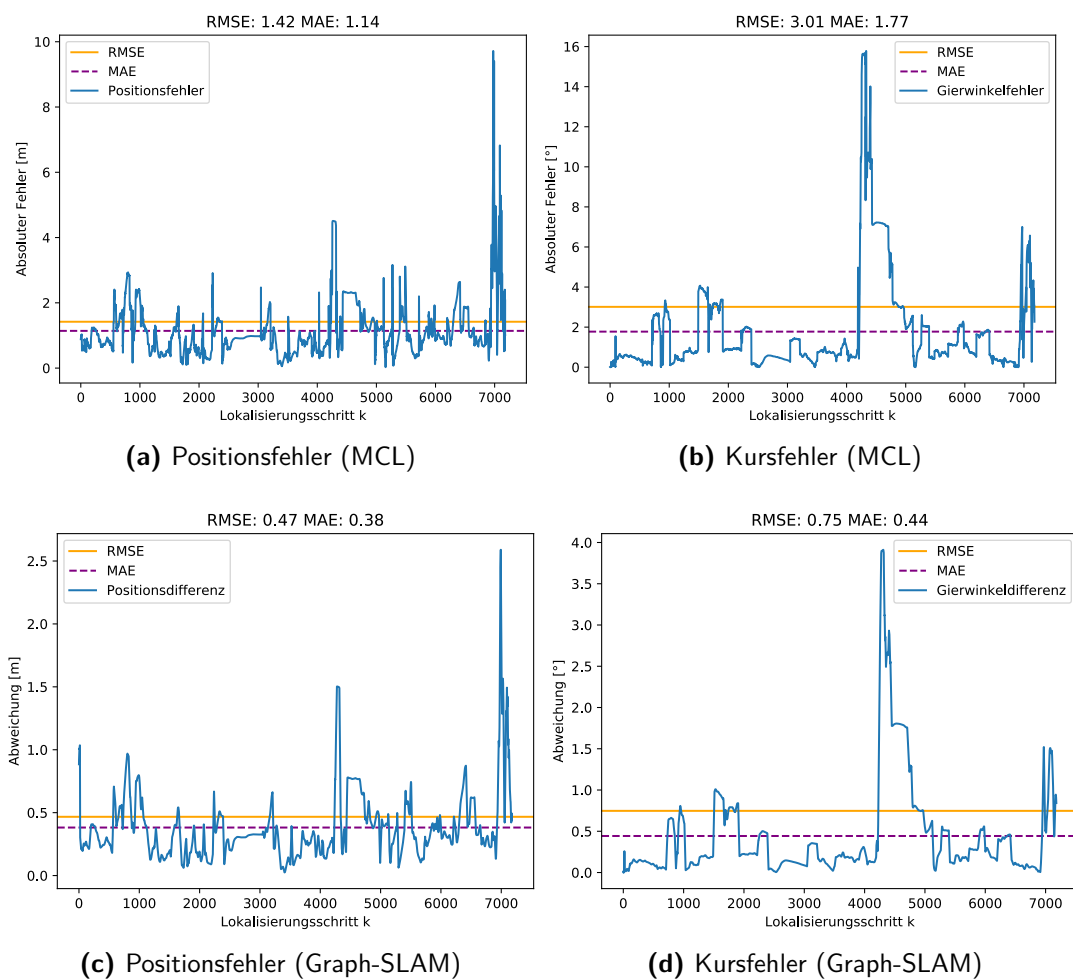 RMSE: 1.42 MAE: 1.14
RMSE
MAE
Positionsfehler
Absoluter Fehler [m]
10
8
6
4
2
0
0 1000 2000 3000 4000 5000 6000 7000
Lokalisierungsschritt k
(a) Positionsfehler (MCL)
RMSE: 3.01 MAE: 1.77
RMSE
MAE
Gierwinkelfehler
Absoluter Fehler [°]
16
14
12
10
8
6
4
2
0
0 1000 2000 3000 4000 5000 6000 7000
Lokalisierungsschritt k
(b) Kursfehler (MCL)
RMSE: 0.47 MAE: 0.38
RMSE
MAE
Positionsdifferenz
Abweichung [m]
2.5
2.0
1.5
1.0
0.5
0.0
0 1000 2000 3000 4000 5000 6000 7000
Lokalisierungsschritt k
(c) Positionsfehler (Graph-SLAM)
RMSE: 0.75 MAE: 0.44
RMSE
MAE
Gierwinkeldifferenz
Abweichung [°]
4.0
3.5
3.0
2.5
2.0
1.5
1.0
0.5
0.0
0 1000 2000 3000 4000 5000 6000 7000
Lokalisierungsschritt k
(d) Kursfehler (Graph-SLAM)